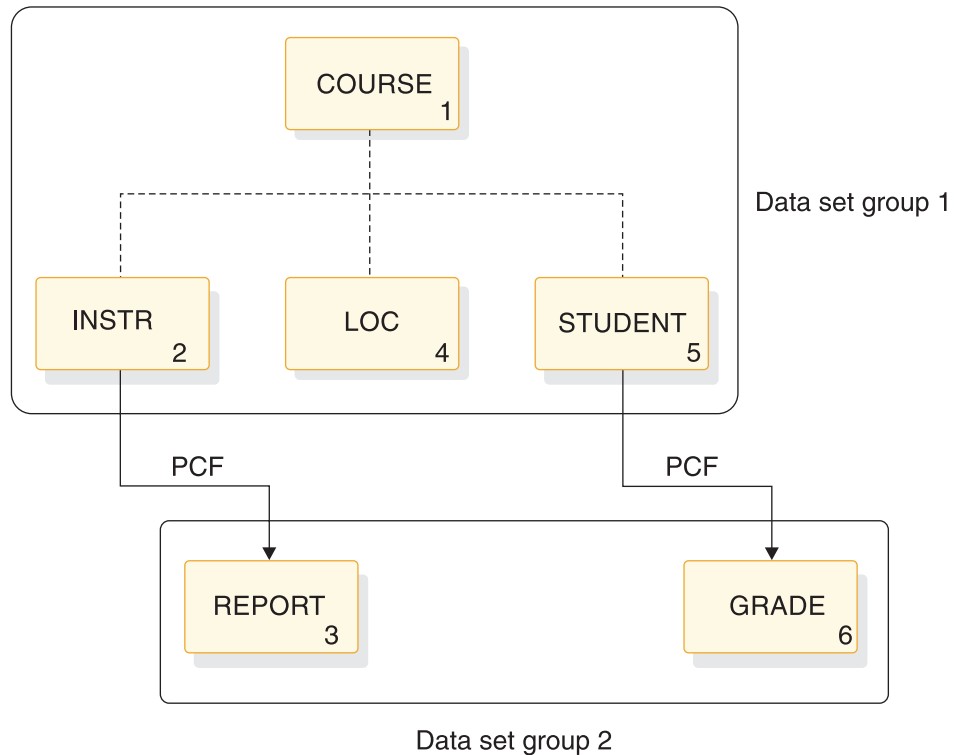 COURSE
1
Data set group 1
INSTR
2
LOC
4
STUDENT
5
PCF
PCF
REPORT
3
GRADE
6
Data set group 2